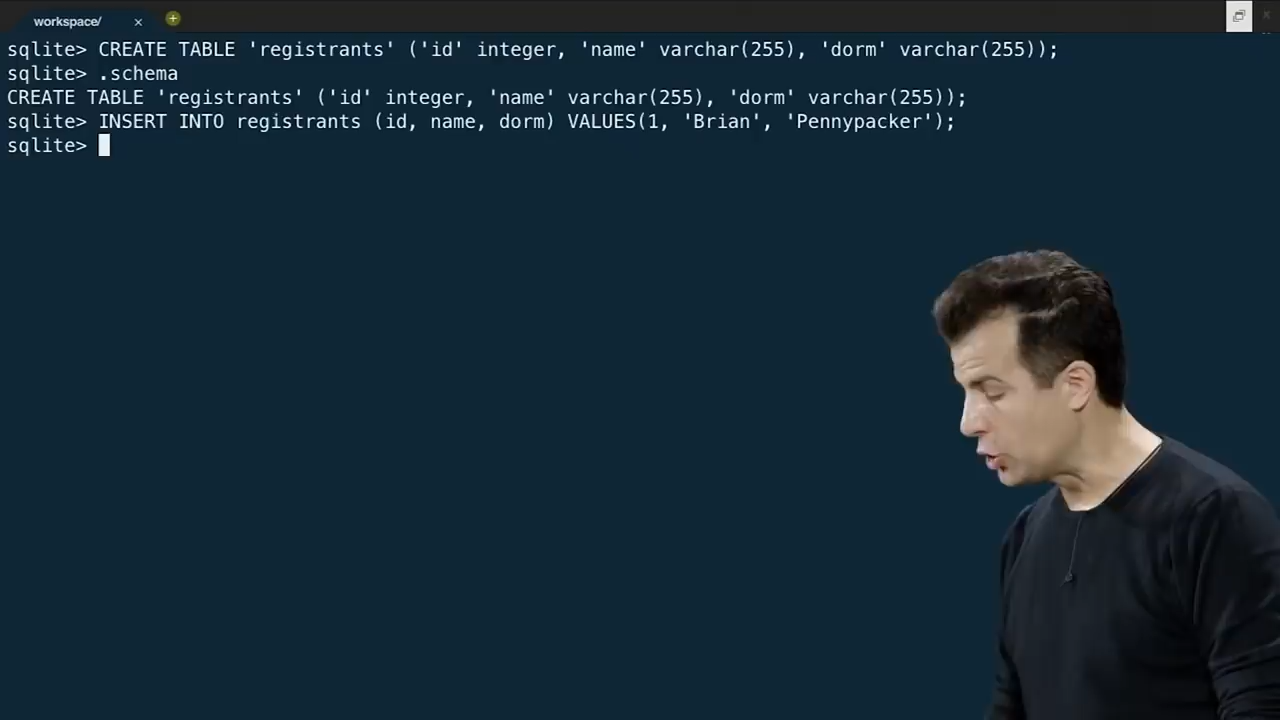 workspace/
sqlite> CREATE TABLE 'registrants' ('id' integer, 'name' varchar(255), 'dorm' varchar(255));
sqlite> .schema
CREATE TABLE 'registrants' ('id' integer, 'name' varchar(255), 'dorm' varchar(255));
sqlite> INSERT INTO registrants (id, name, dorm) VALUES(1, 'Brian', 'Pennypacker');
sqlite>